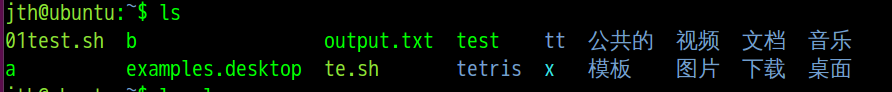 jth@ubuntu:~$ ls
01test.sh b output.txt test tt 公共的 视频 文档 音乐
a examples.desktop te.sh tetris x 模板 图片 下载 桌面